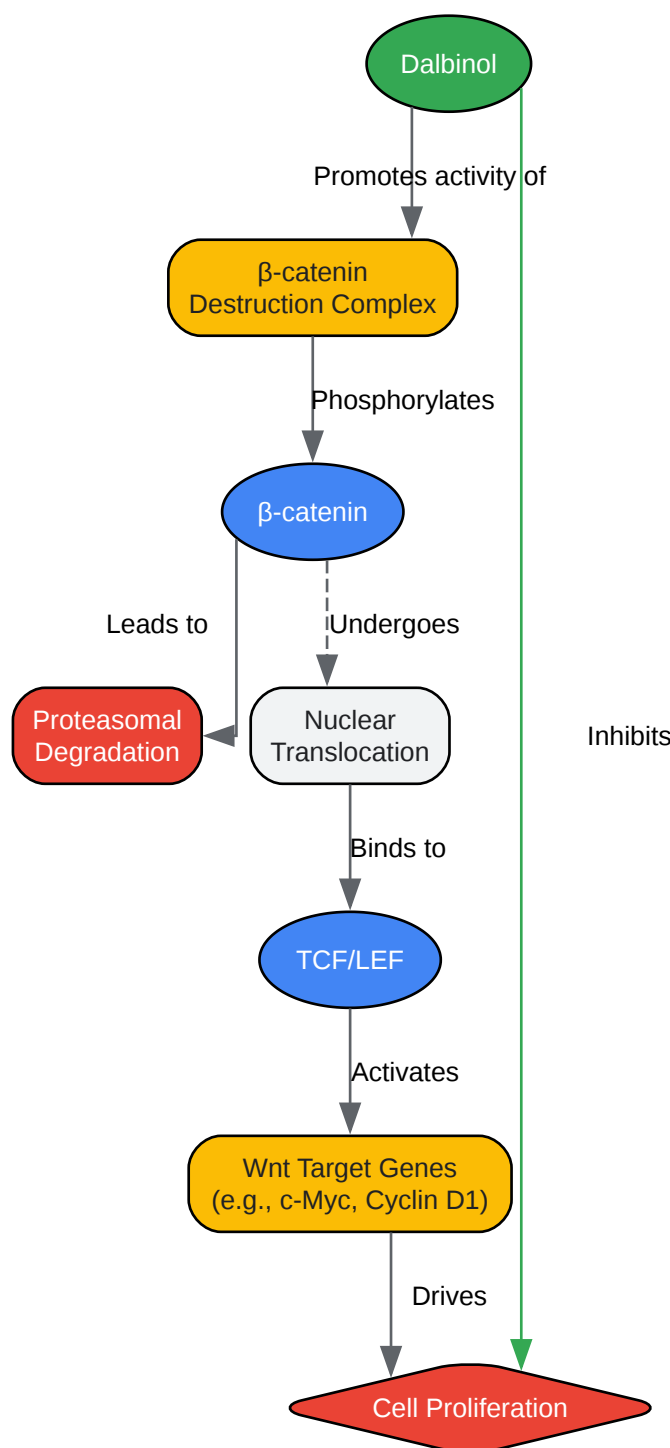 Dalbinol
Promotes activity of
β-catenin
Destruction Complex
Phosphorylates
β-catenin
Leads to
Undergoes
Proteasomal
Degradation
Nuclear
Translocation
Inhibits
Binds to
TCF/LEF
Activates
Wnt Target Genes
(e.g., c-Myc, Cyclin D1)
Drives
Cell Proliferation